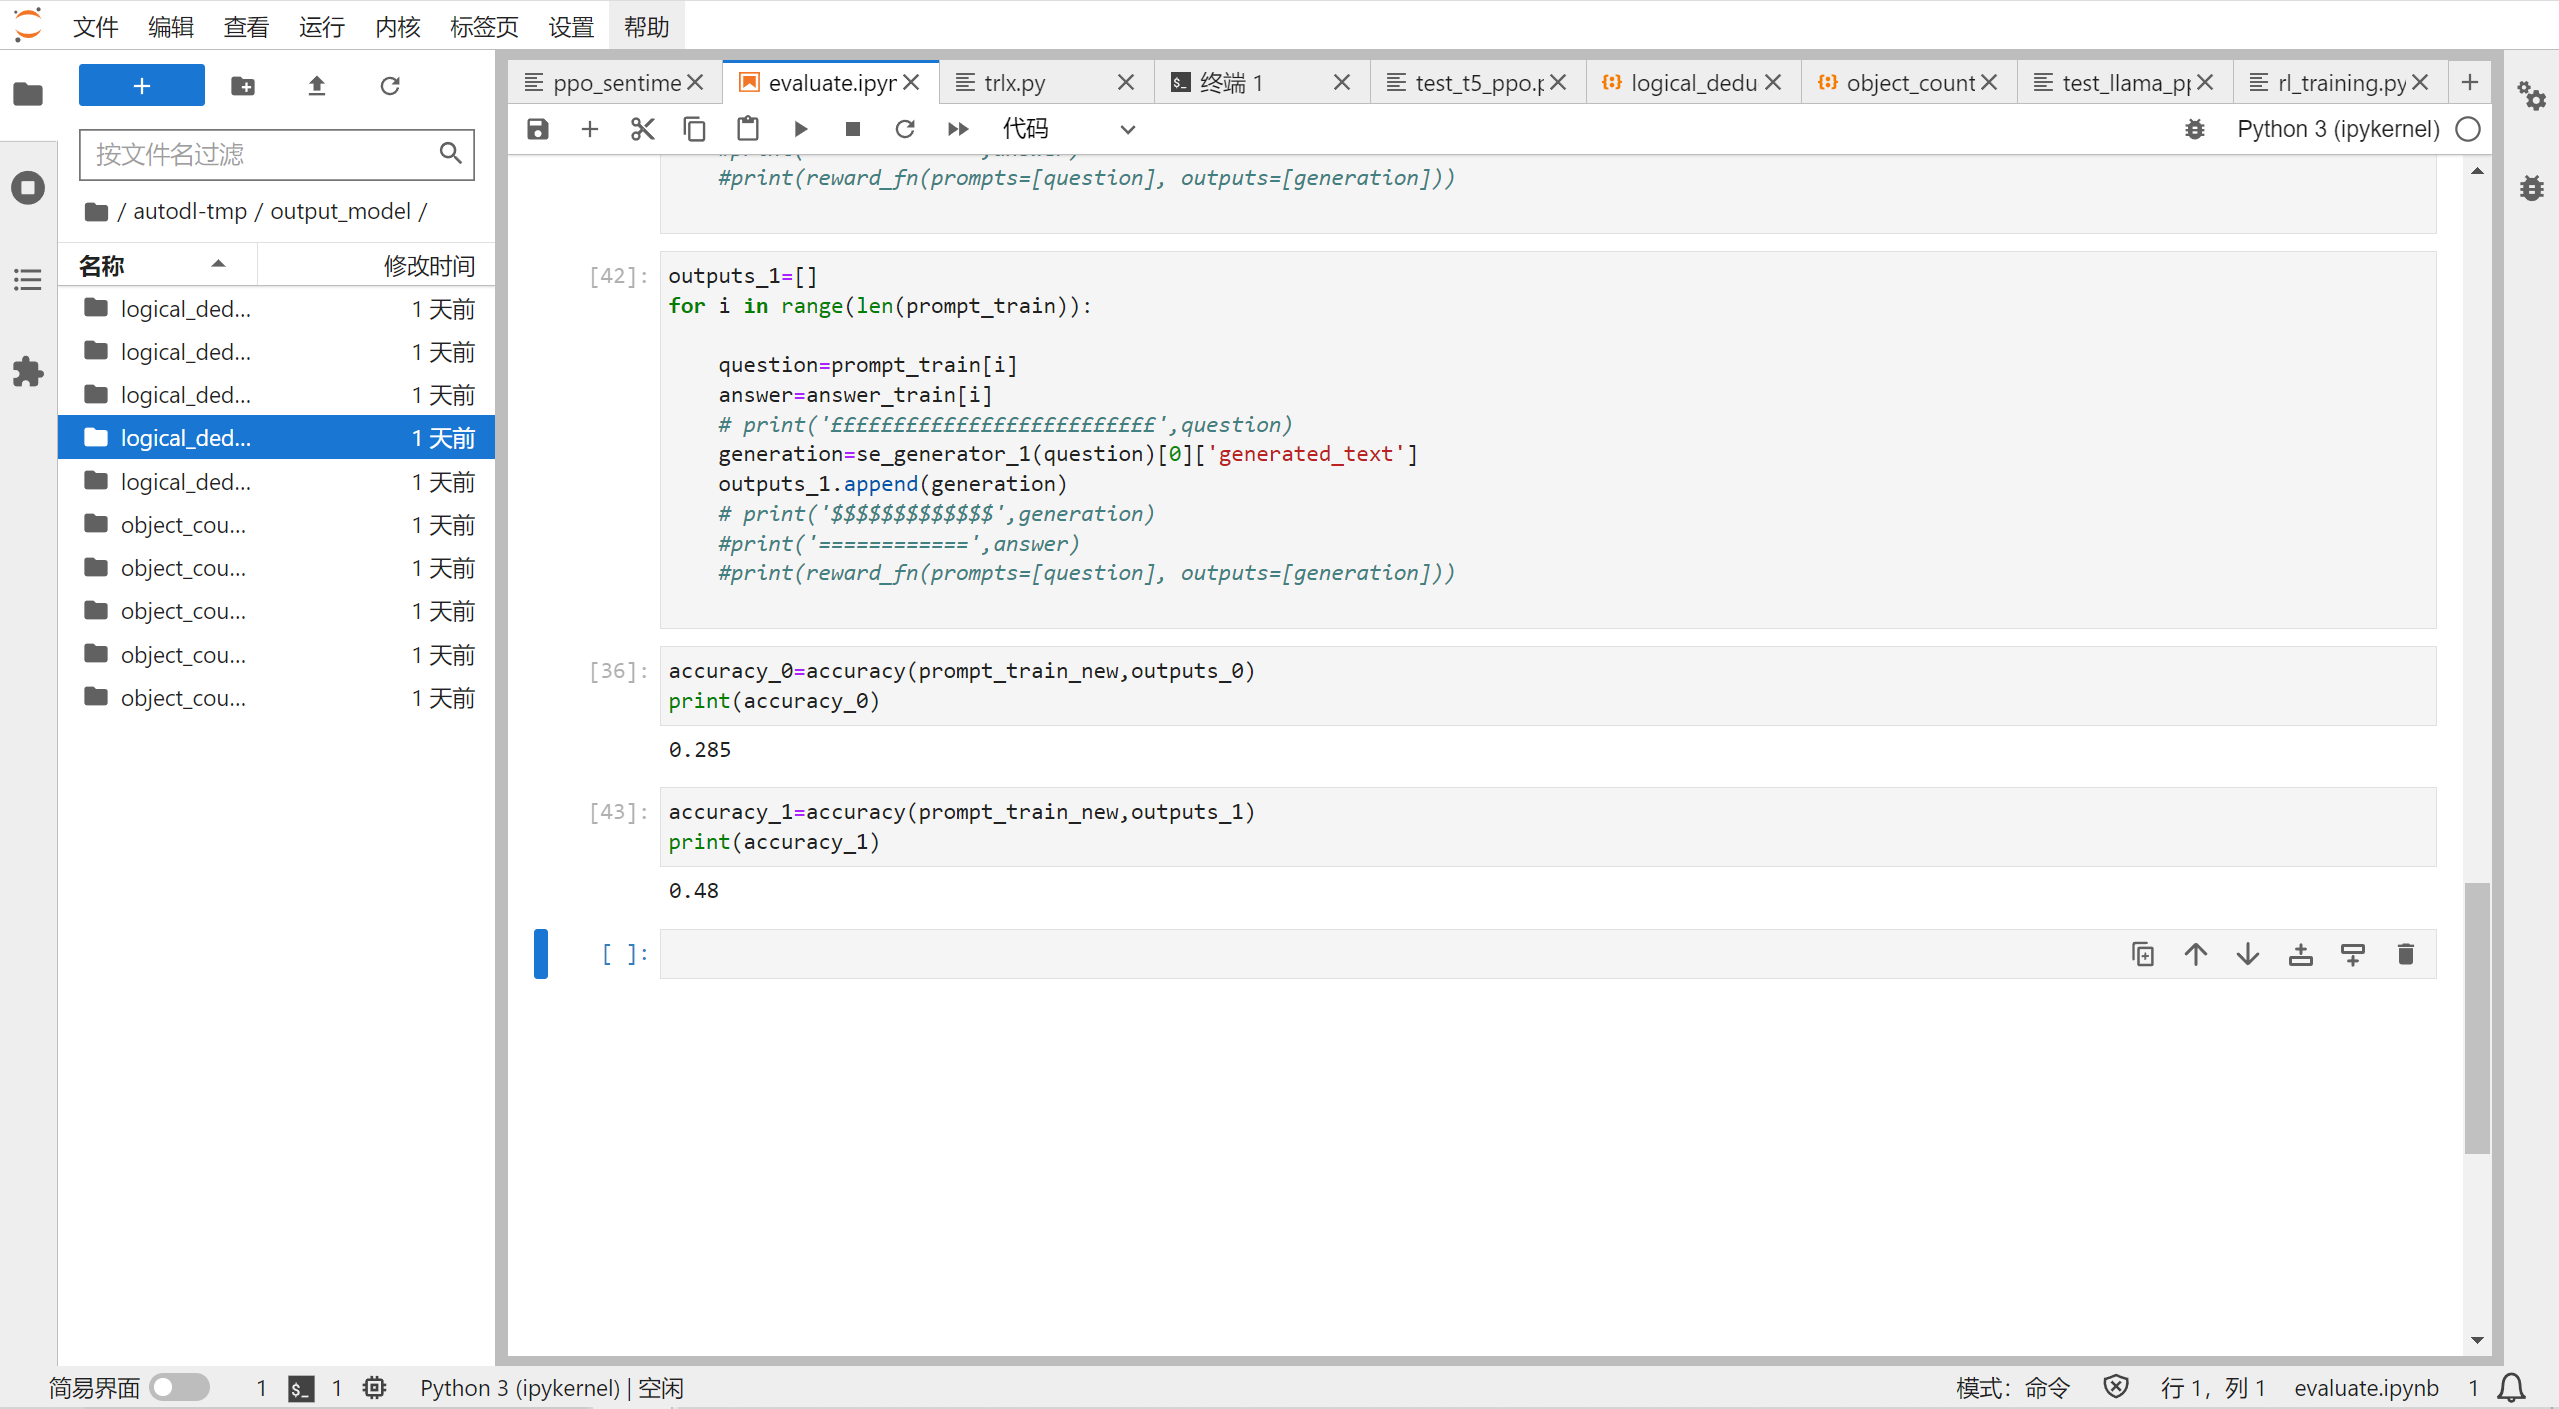 文件 编辑 查看 运行 内核 标签页 设置 帮助
ppo_sentime
evaluate.ipyr
trlx.py
终端 1
test_t5_ppo.p
logical_dedu
object_count
test_llama_pp
rl_training.py
代码
Python 3 (ipykernel)
按文件名过滤
/ autodl-tmp / output_model /
名称 修改时间
logical_ded... 1 天前
logical_ded... 1 天前
logical_ded... 1 天前
logical_ded... 1 天前
logical_ded... 1 天前
object_cou... 1 天前
object_cou... 1 天前
object_cou... 1 天前
object_cou... 1 天前
object_cou... 1 天前
#print(reward_fn(prompts=[question], outputs=[generation]))
[42]: outputs_1=[]
for i in range(len(prompt_train)):
question=prompt_train[i]
answer=answer_train[i]
# print('££££££££££££££££££££££££££',question)
generation=se_generator_1(question)[0]['generated_text']
outputs_1.append(generation)
# print('$$$$$$$$$$$$$',generation)
#print('============',answer)
#print(reward_fn(prompts=[question], outputs=[generation]))
[36]: accuracy_0=accuracy(prompt_train_new,outputs_0)
print(accuracy_0)
0.285
[43]: accuracy_1=accuracy(prompt_train_new,outputs_1)
print(accuracy_1)
0.48
[ ]:
简易界面 1 $_ 1 Python 3 (ipykernel) | 空闲 模式：命令 行 1，列 1 evaluate.ipynb 1